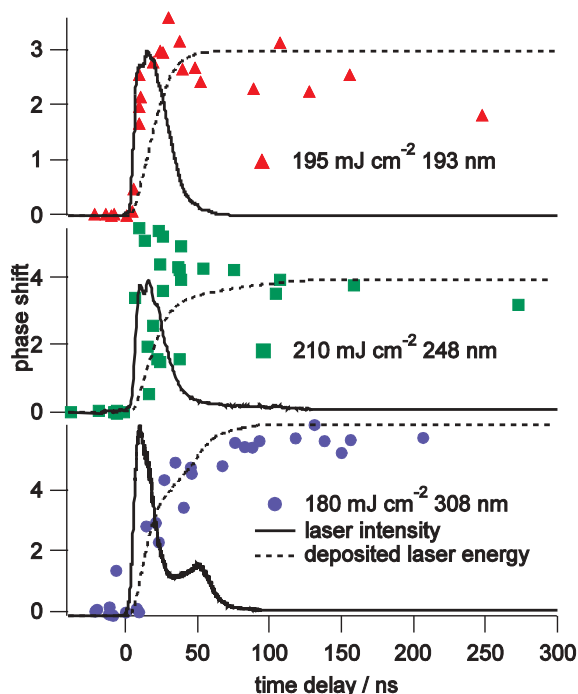 3
2
1
0
195 mJ cm⁻² 193 nm
4
2
0
210 mJ cm⁻² 248 nm
phase shift
4
2
0
180 mJ cm⁻² 308 nm
laser intensity
deposited laser energy
0 50 100 150 200 250 300
time delay / ns